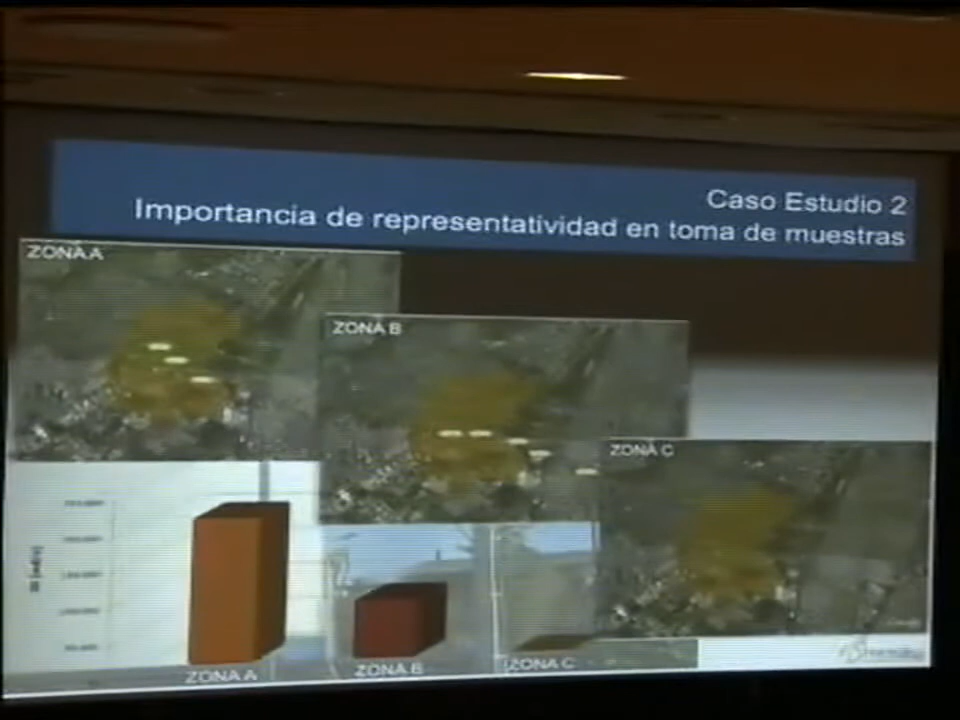 Caso Estudio 2
Importancia de representatividad en toma de muestras
ZONA A
ZONA B
ZONA C
ZONA A
ZONA B
ZONA C